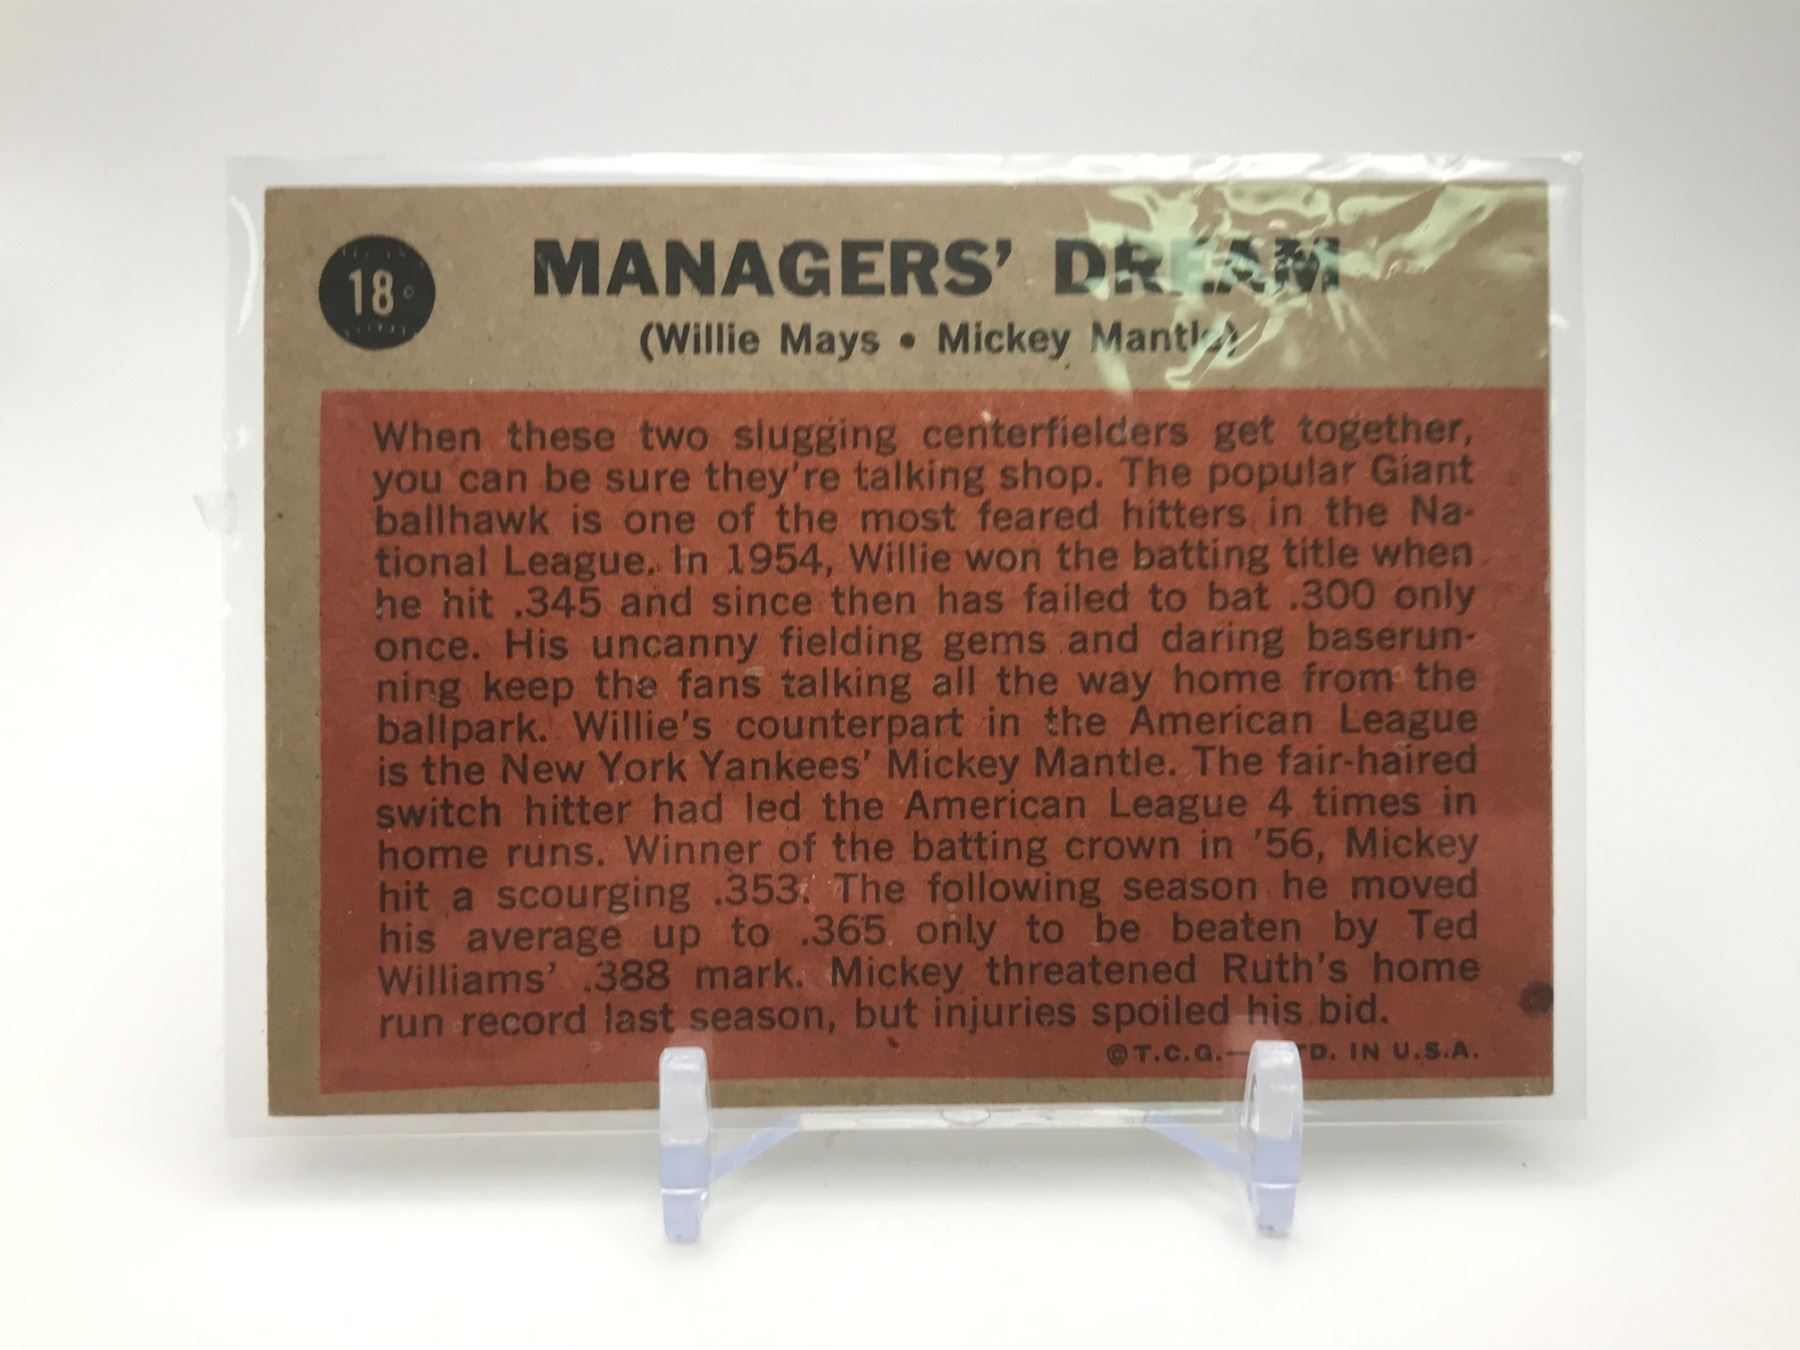 18
MANAGERS' DREAM
(Willie Mays • Mickey Mantle)
When these two slugging centerfielders get together,
you can be sure they're talking shop. The popular Giant
ballhawk is one of the most feared hitters in the Na-
tional League. In 1954, Willie won the batting title when
he hit .345 and since then has failed to bat .300 only
once. His uncanny fielding gems and daring baserun-
ning keep the fans talking all the way home from the
ballpark. Willie's counterpart in the American League
is the New York Yankees' Mickey Mantle. The fair-haired
switch hitter had led the American League 4 times in
home runs. Winner of the batting crown in '56, Mickey
hit a scourging .353. The following season he moved
his average up to .365 only to be beaten by Ted
Williams' .388 mark. Mickey threatened Ruth's home
run record last season, but injuries spoiled his bid.
©T.C.G.— IN U.S.A.